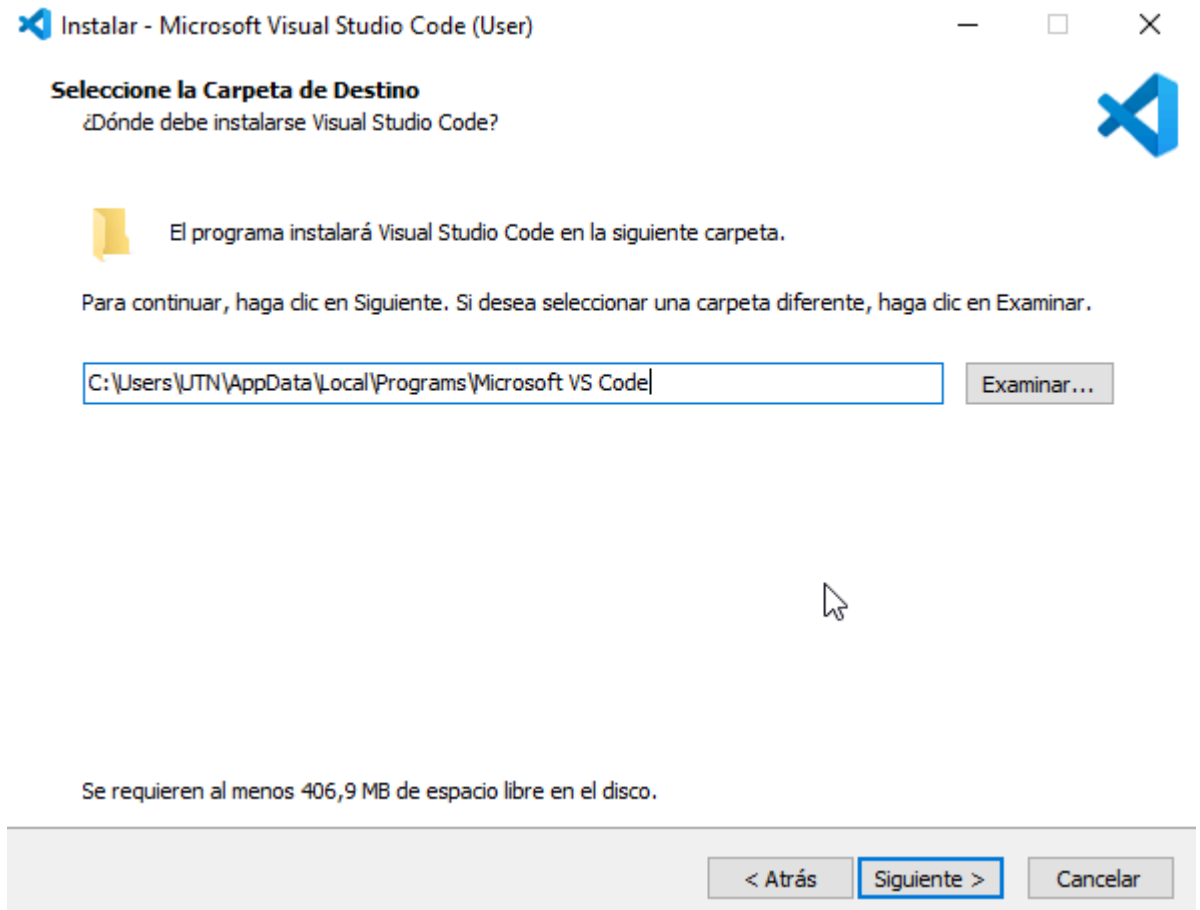 Instalar - Microsoft Visual Studio Code (User)
Seleccione la Carpeta de Destino
¿Dónde debe instalarse Visual Studio Code?
El programa instalará Visual Studio Code en la siguiente carpeta.
Para continuar, haga clic en Siguiente. Si desea seleccionar una carpeta diferente, haga clic en Examinar.
C:\Users\UTN\AppData\Local\Programs\Microsoft VS Code
Examinar...
Se requieren al menos 406,9 MB de espacio libre en el disco.
< Atrás
Siguiente >
Cancelar